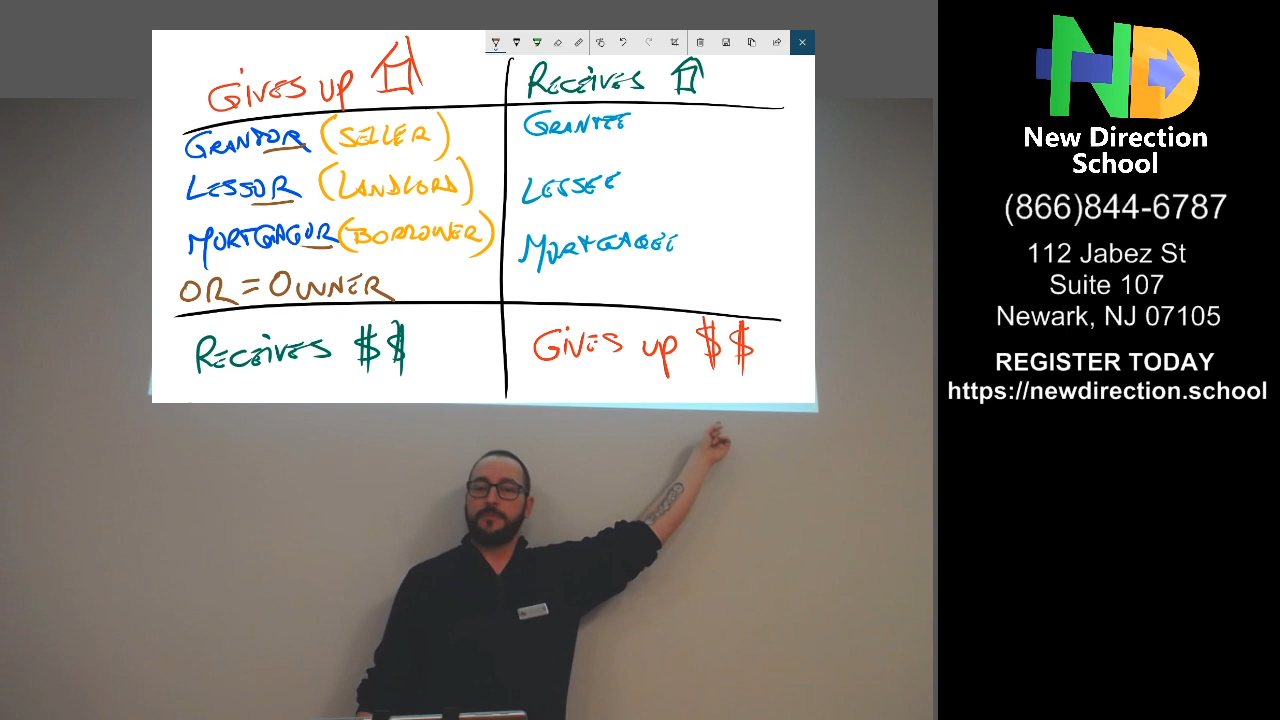 GIVES UP
RECEIVES
GRANTOR (SELLER)
GRANTEE
LESSOR (LANDLORD)
LESSEE
MORTGAGOR (BORROWER)
MORTGAGEE
OR = OWNER
RECEIVES $$
GIVES UP $$
ND
New Direction
School
(866)844-6787
112 Jabez St
Suite 107
Newark, NJ 07105
REGISTER TODAY
https://newdirection.school